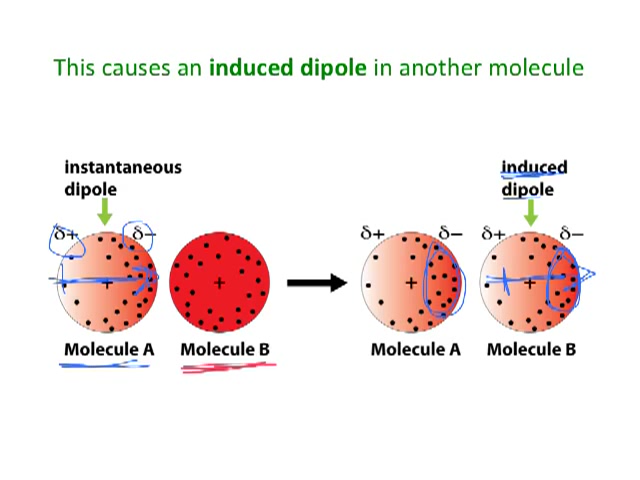 This causes an induced dipole in another molecule
instantaneous
dipole
induced
dipole
δ+ δ− δ+ δ− δ+ δ−
+ + + +
Molecule A Molecule B Molecule A Molecule B